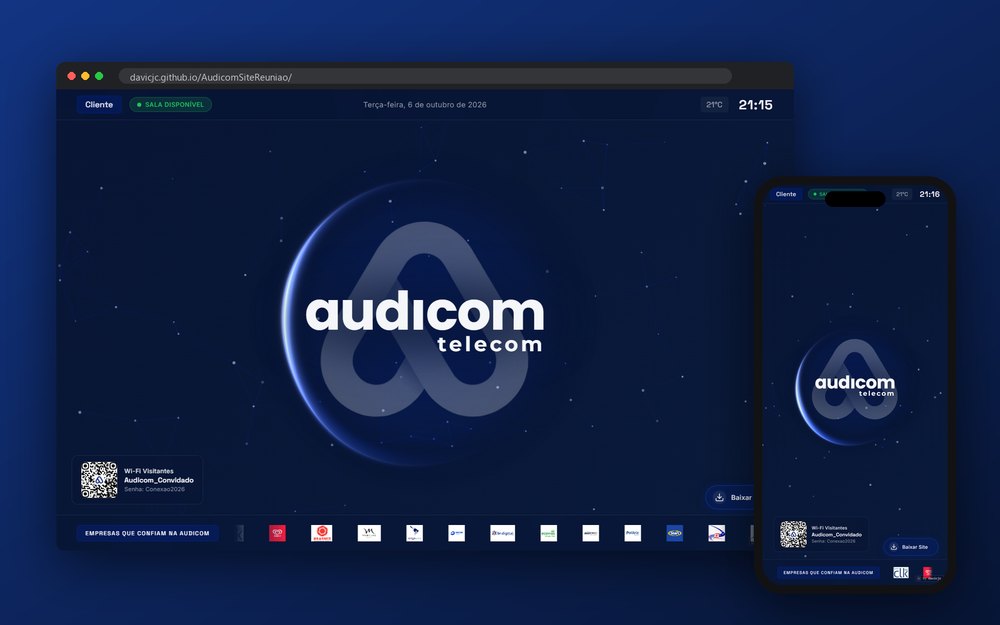 davicjc.github.io/AudicomSiteReuniao/
Cliente
SALA DISPONÍVEL
Terça-feira, 6 de outubro de 2026
21°C
21:15
audicom
telecom
Wi-Fi Visitantes
Audicom_Convidado
Senha: Conexao2026
Baixar
EMPRESAS QUE CONFIAM NA AUDICOM
Cliente
21°C
21:16
audicom
telecom
Wi-Fi Visitantes
Audicom_Convidado
Senha: Conexao2026
Baixar Site
EMPRESAS QUE CONFIAM NA AUDICOM
clk